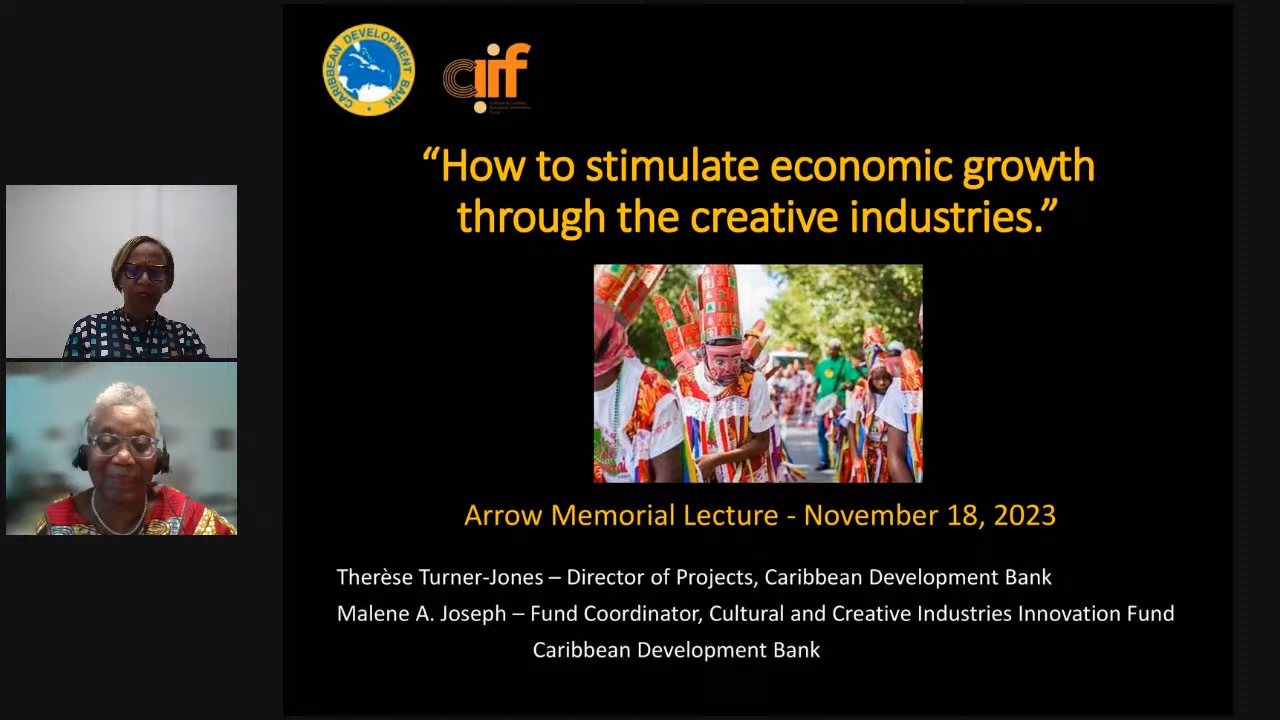 CARIBBEAN DEVELOPMENT BANK
ciif
“How to stimulate economic growth
through the creative industries.”
Arrow Memorial Lecture - November 18, 2023
Therèse Turner-Jones – Director of Projects, Caribbean Development Bank
Malene A. Joseph – Fund Coordinator, Cultural and Creative Industries Innovation Fund
Caribbean Development Bank